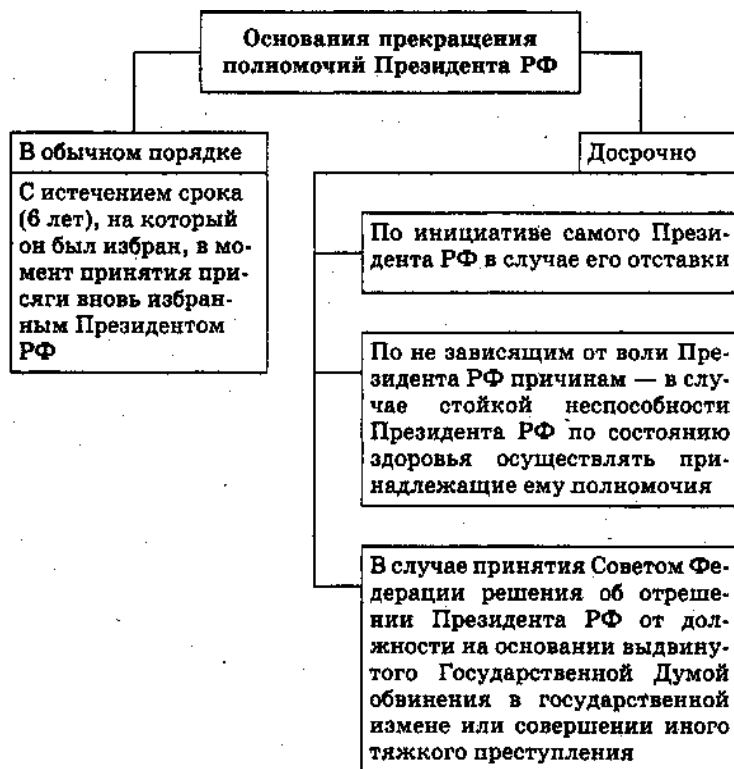 Основания прекращения
полномочий Президента РФ
В обычном порядке
С истечением срока
(6 лет), на который
он был избран, в мо-
мент принятия при-
сяги вновь избран-
ным Президентом
РФ
Досрочно
По инициативе самого Прези-
дента РФ в случае его отставки
По не зависящим от воли Пре-
зидента РФ причинам — в слу-
чае стойкой неспособности
Президента РФ по состоянию
здоровья осуществлять при-
надлежащие ему полномочия
В случае принятия Советом Фе-
дерации решения об отреше-
нии Президента РФ от дол-
жности на основании выдвину-
того Государственной Думой
обвинения в государственной
измене или совершении иного
тяжкого преступления